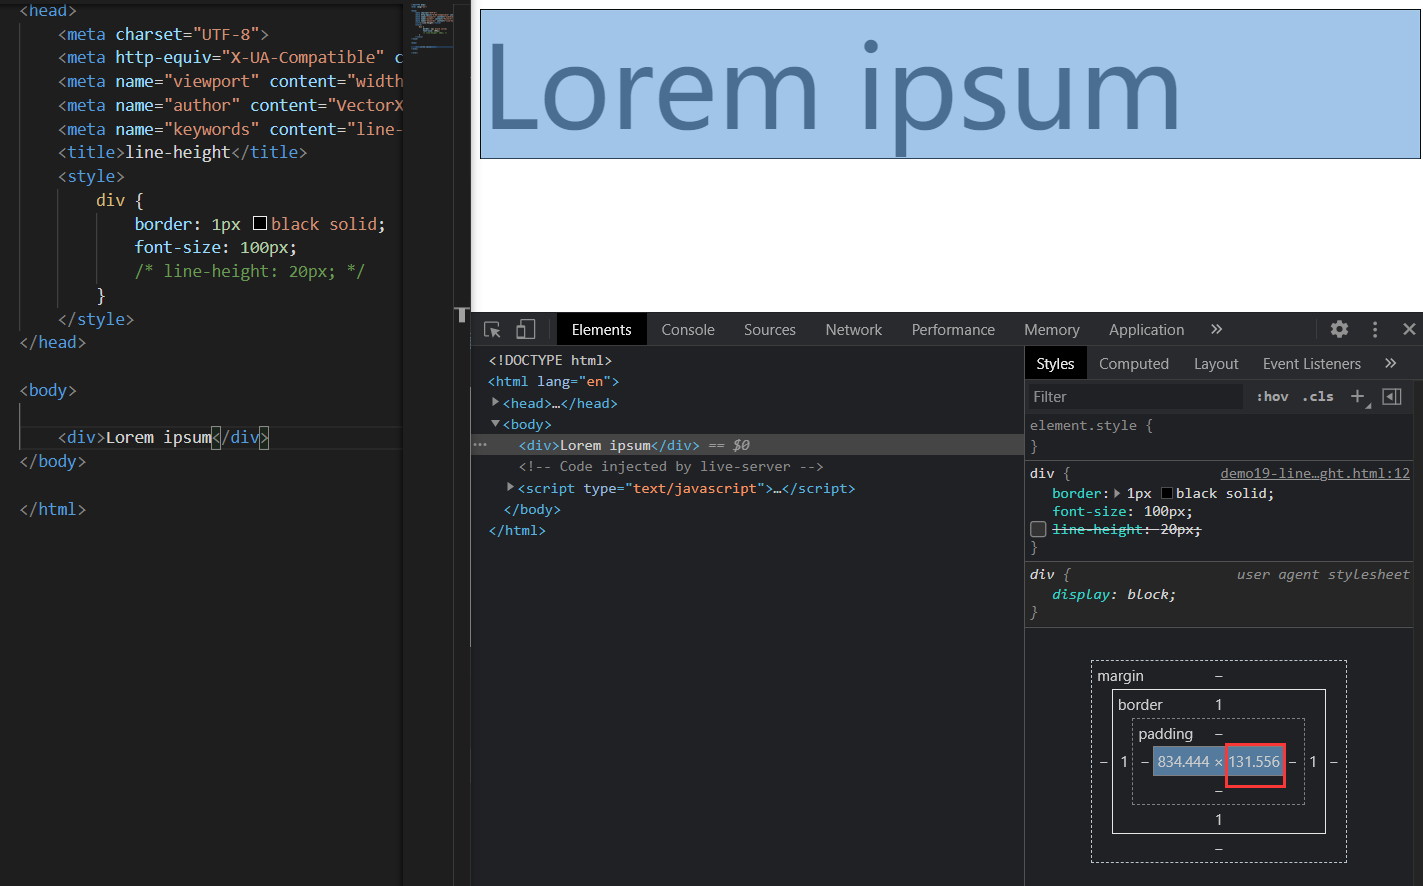 <head>
<meta charset="UTF-8">
<meta http-equiv="X-UA-Compatible" c
<meta name="viewport" content="width
<meta name="author" content="VectorX
<meta name="keywords" content="line-
<title>line-height</title>
<style>
div {
border: 1px black solid;
font-size: 100px;
/* line-height: 20px; */
}
</style>
</head>
<body>
<div>Lorem ipsum</div>
</body>
</html>
Lorem ipsum
Elements Console Sources Network Performance Memory Application
<!DOCTYPE html>
<html lang="en">
<head>…</head>
<body>
<div>Lorem ipsum</div> == $0
<!-- Code injected by live-server -->
<script type="text/javascript">…</script>
</body>
</html>
Styles Computed Layout Event Listeners
Filter :hov .cls
element.style {
}
div { demo19-line…ght.html:12
border: 1px black solid;
font-size: 100px;
line-height: 20px;
}
div { user agent stylesheet
display: block;
}
margin –
border 1
padding –
– 1 – 834.444 × 131.556 – 1 –
–
1
–